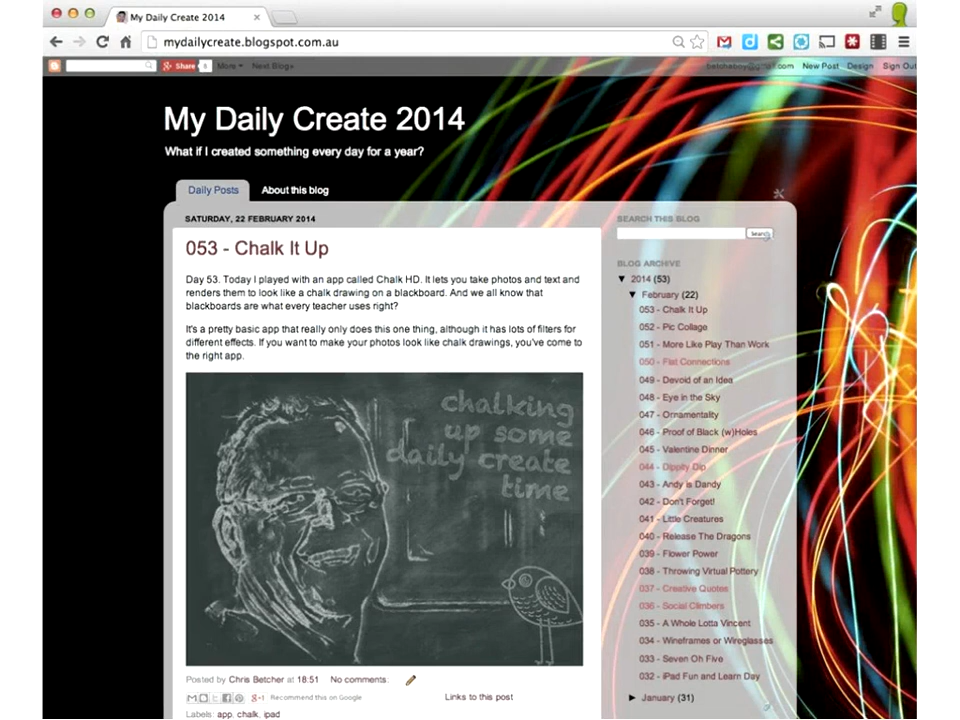 My Daily Create 2014
mydailycreate.blogspot.com.au
Share
More
Next Blog»
betchaboy@gmail.com New Post Design Sign Out
My Daily Create 2014
What if I created something every day for a year?
Daily Posts About this blog
SATURDAY, 22 FEBRUARY 2014
053 - Chalk It Up
Day 53. Today I played with an app called Chalk HD. It lets you take photos and text and
renders them to look like a chalk drawing on a blackboard. And we all know that
blackboards are what every teacher uses right?
It's a pretty basic app that really only does this one thing, although it has lots of filters for
different effects. If you want to make your photos look like chalk drawings, you've come to
the right app.
chalking
up some
daily create
time
Posted by Chris Betcher at 18:51 No comments:
g+1 Recommend this on Google
Links to this post
Labels: app, chalk, ipad
SEARCH THIS BLOG
Search
BLOG ARCHIVE
▼ 2014 (53)
▼ February (22)
053 - Chalk It Up
052 - Pic Collage
051 - More Like Play Than Work
050 - Flat Connections
049 - Devoid of an Idea
048 - Eye in the Sky
047 - Ornamentality
046 - Proof of Black (w)Holes
045 - Valentine Dinner
044 - Dippity Dip
043 - Andy is Dandy
042 - Don't Forget!
041 - Little Creatures
040 - Release The Dragons
039 - Flower Power
038 - Throwing Virtual Pottery
037 - Creative Quotes
036 - Social Climbers
035 - A Whole Lotta Vincent
034 - Wireframes or Wireglasses
033 - Seven Oh Five
032 - iPad Fun and Learn Day
► January (31)